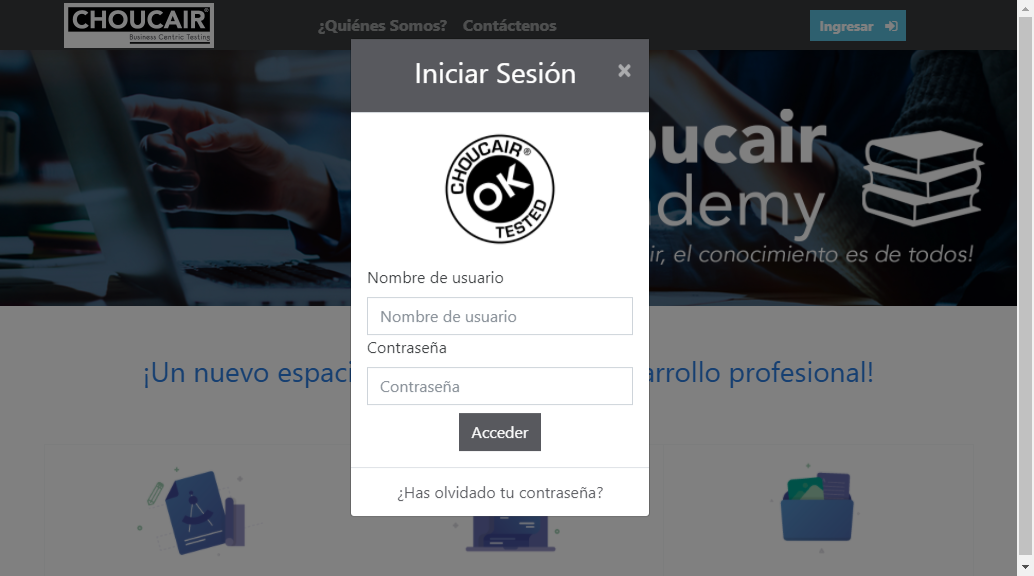 CHOUCAIR®
Business Centric Testing
¿Quiénes Somos?
Contáctenos
Ingresar
Iniciar Sesión
×
CHOUCAIR®
OK
TESTED
oucair
demy
ir, el conocimiento es de todos!
Nombre de usuario
Nombre de usuario
Contraseña
Contraseña
Acceder
¿Has olvidado tu contraseña?
¡Un nuevo espaci
arrollo profesional!